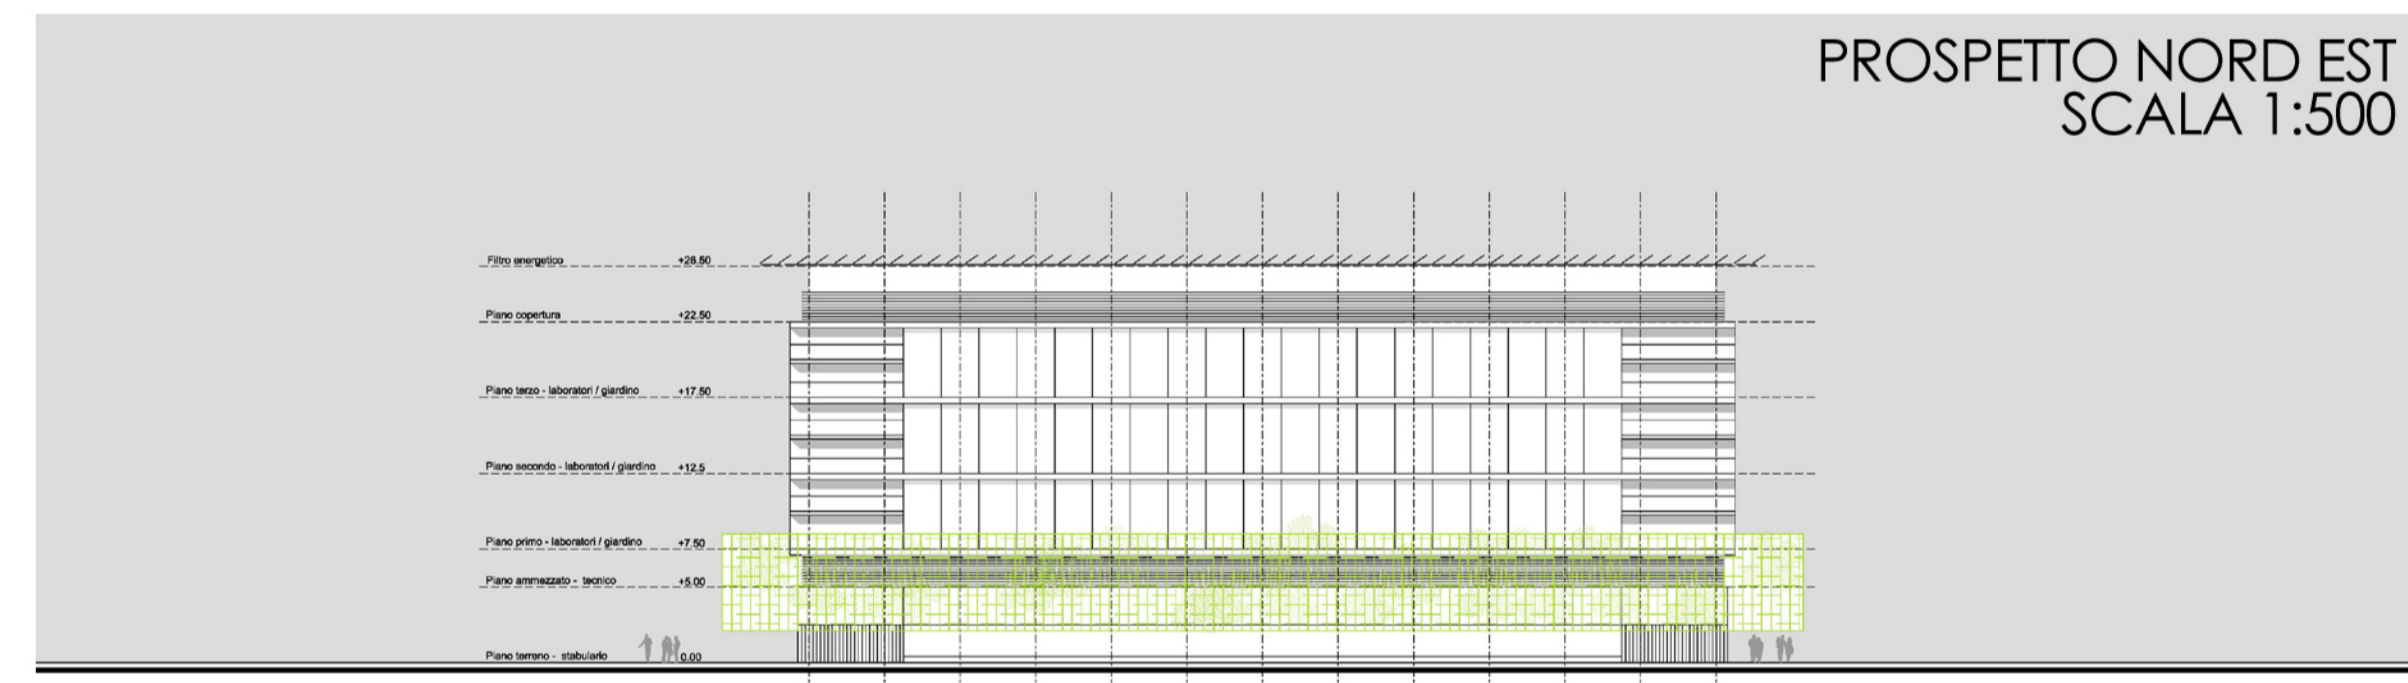 PROSPETTO NORD EST
SCALA 1:500
Filtro energetico +26.50
Piano copertura +22.50
Piano terzo - laboratori / giardino +17.50
Piano secondo - laboratori / giardino +12.5
Piano primo - laboratori / giardino +7.50
Piano ammezzato - tecnico +5.00
Piano terreno - stabulario 0.00